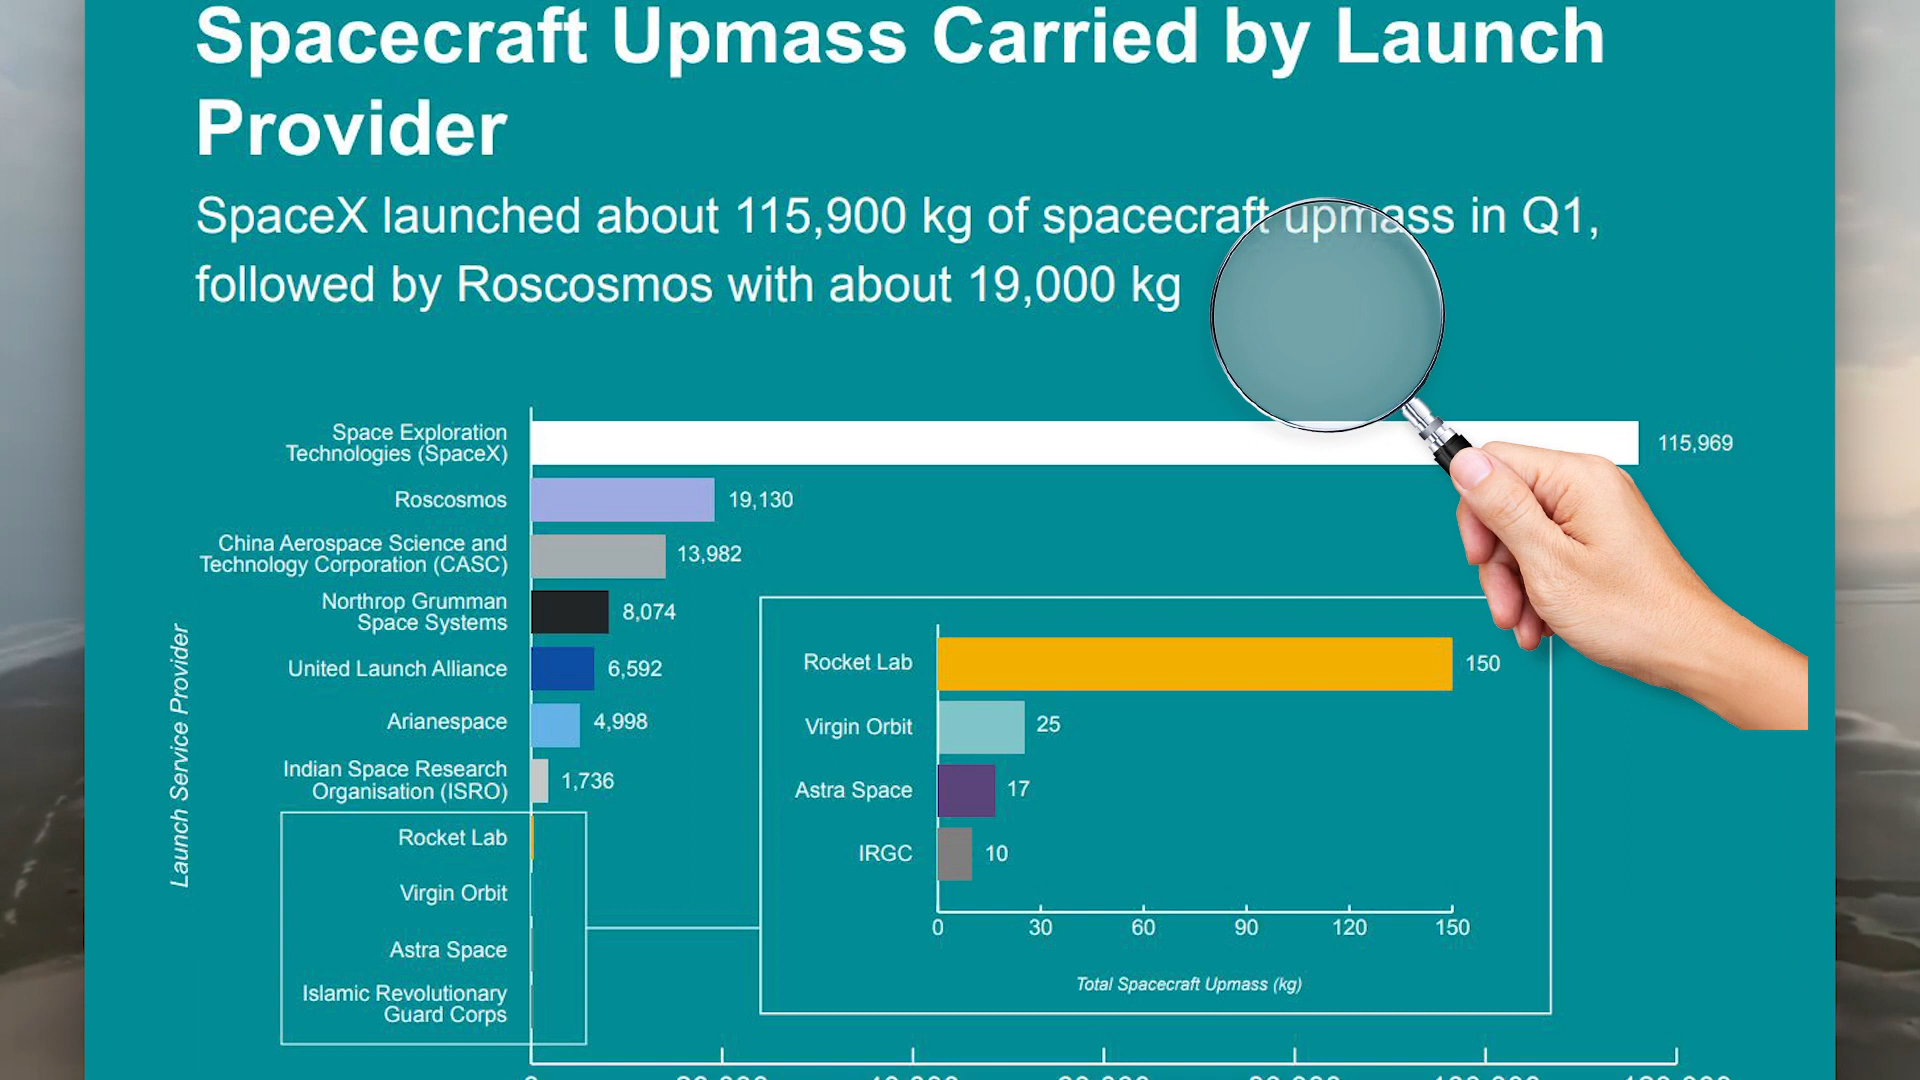 Spacecraft Upmass Carried by Launch
Provider
SpaceX launched about 115,900 kg of spacecraft upmass in Q1,
followed by Roscosmos with about 19,000 kg
Space Exploration
Technologies (SpaceX)
115,969
Roscosmos
19,130
China Aerospace Science and
Technology Corporation (CASC)
13,982
Northrop Grumman
Space Systems
8,074
United Launch Alliance
6,592
Arianespace
4,998
Indian Space Research
Organisation (ISRO)
1,736
Rocket Lab
Virgin Orbit
Astra Space
Islamic Revolutionary
Guard Corps
Launch Service Provider
Rocket Lab
150
Virgin Orbit
25
Astra Space
17
IRGC
10
0 30 60 90 120 150
Total Spacecraft Upmass (kg)